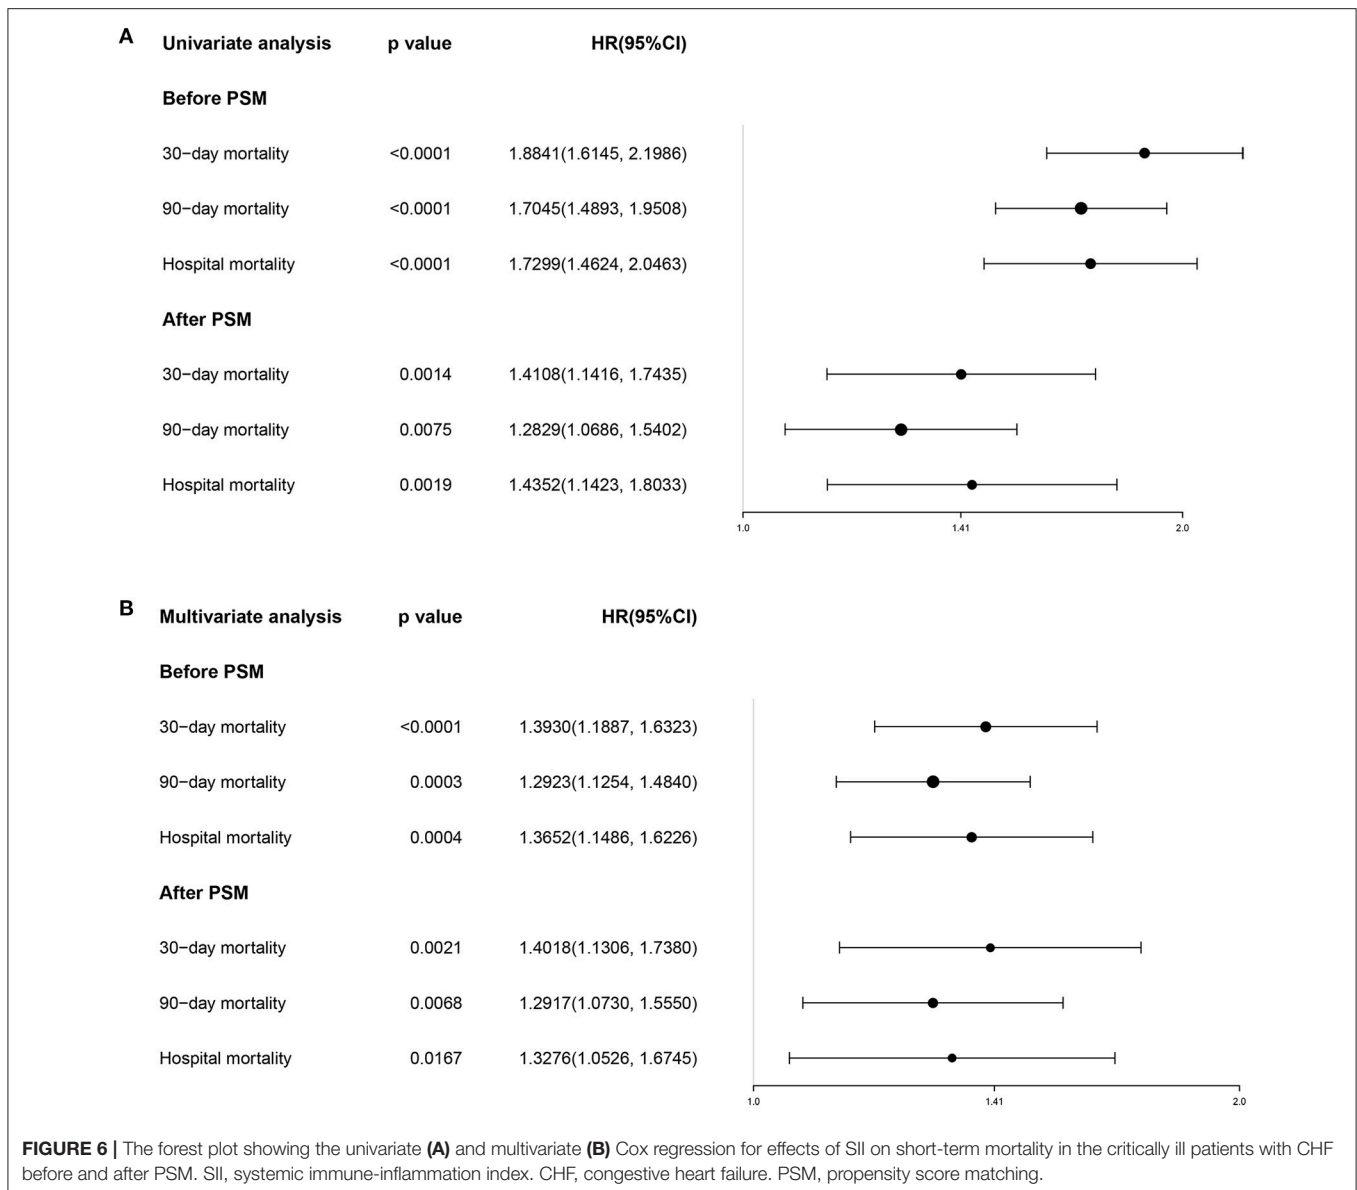 A Univariate analysis p value HR(95%CI)
Before PSM
30−day mortality <0.0001 1.8841(1.6145, 2.1986)
90−day mortality <0.0001 1.7045(1.4893, 1.9508)
Hospital mortality <0.0001 1.7299(1.4624, 2.0463)
After PSM
30−day mortality 0.0014 1.4108(1.1416, 1.7435)
90−day mortality 0.0075 1.2829(1.0686, 1.5402)
Hospital mortality 0.0019 1.4352(1.1423, 1.8033)
1.0 1.41 2.0
B Multivariate analysis p value HR(95%CI)
Before PSM
30−day mortality <0.0001 1.3930(1.1887, 1.6323)
90−day mortality 0.0003 1.2923(1.1254, 1.4840)
Hospital mortality 0.0004 1.3652(1.1486, 1.6226)
After PSM
30−day mortality 0.0021 1.4018(1.1306, 1.7380)
90−day mortality 0.0068 1.2917(1.0730, 1.5550)
Hospital mortality 0.0167 1.3276(1.0526, 1.6745)
1.0 1.41 2.0
FIGURE 6 | The forest plot showing the univariate (A) and multivariate (B) Cox regression for effects of SII on short-term mortality in the critically ill patients with CHF
before and after PSM. SII, systemic immune-inflammation index. CHF, congestive heart failure. PSM, propensity score matching.